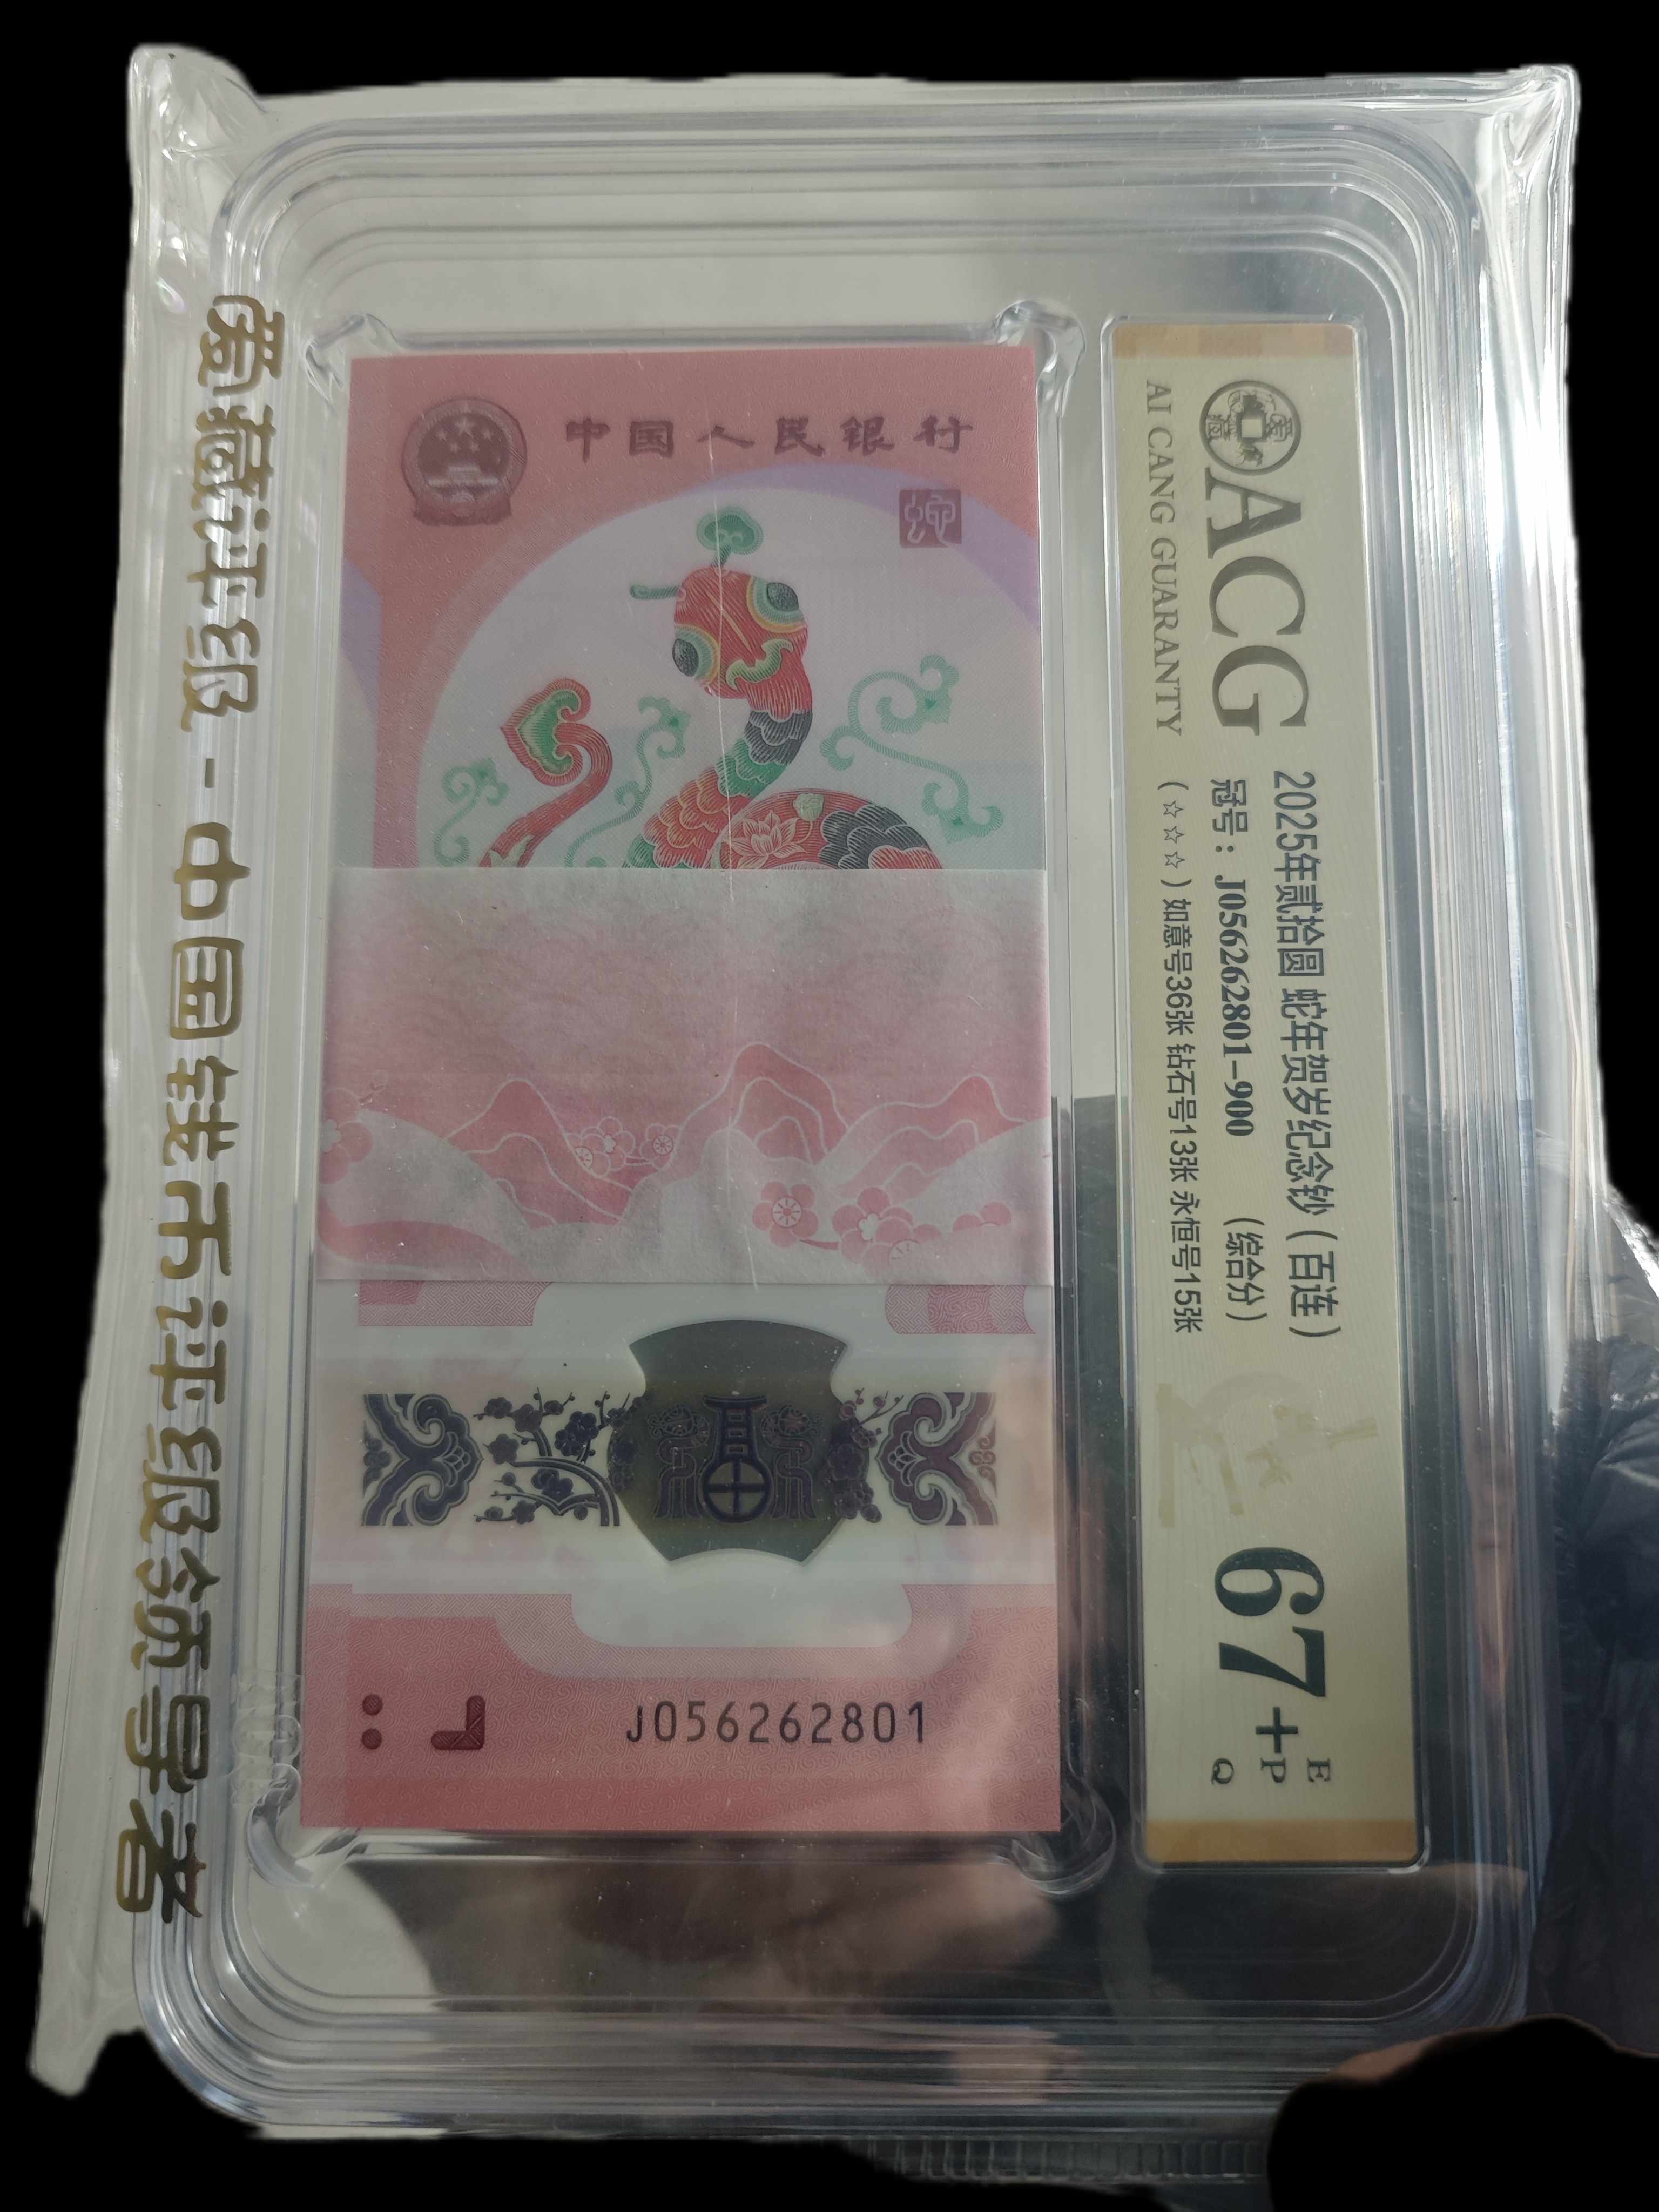 爱藏评级 - 中国钱币评级领导者
中国人民银行
J056262801
ACG
AI CANG GUARANTY
2025年贰拾圆 蛇年贺岁纪念钞（百连）
冠号：J056262801-900 （综合分）
（☆☆☆）如意号36张 钻石号13张 永恒号15张
67+
E
P
Q